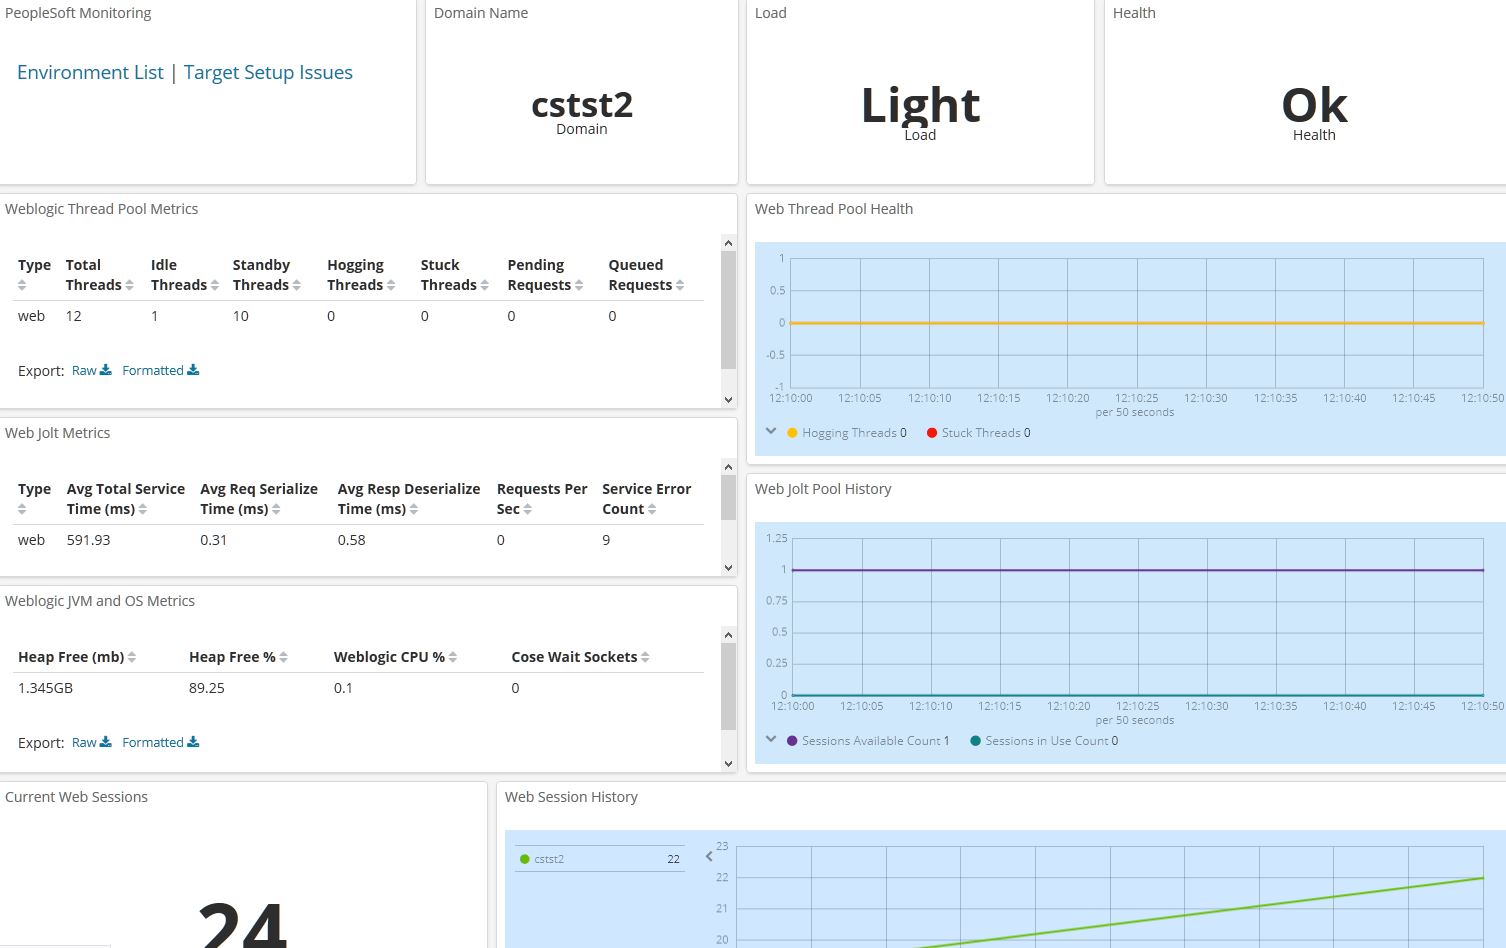 PeopleSoft Monitoring
Environment List | Target Setup Issues
Domain Name
cstst2
Domain
Load
Light
Load
Health
Ok
Health
Weblogic Thread Pool Metrics
Type Total Threads Idle Threads Standby Threads Hogging Threads Stuck Threads Pending Requests Queued Requests
web 12 1 10 0 0 0 0
Export: Raw Formatted
Web Thread Pool Health
1
0.5
0
-0.5
-1
12:10:00 12:10:05 12:10:10 12:10:15 12:10:20 12:10:25 12:10:30 12:10:35 12:10:40 12:10:45 12:10:50
per 50 seconds
Hogging Threads 0 Stuck Threads 0
Web Jolt Metrics
Type Avg Total Service Time (ms) Avg Req Serialize Time (ms) Avg Resp Deserialize Time (ms) Requests Per Sec Service Error Count
web 591.93 0.31 0.58 0 9
Web Jolt Pool History
1.25
1
0.75
0.5
0.25
0
12:10:00 12:10:05 12:10:10 12:10:15 12:10:20 12:10:25 12:10:30 12:10:35 12:10:40 12:10:45 12:10:50
per 50 seconds
Sessions Available Count 1 Sessions in Use Count 0
Weblogic JVM and OS Metrics
Heap Free (mb) Heap Free % Weblogic CPU % Cose Wait Sockets
1.345GB 89.25 0.1 0
Export: Raw Formatted
Current Web Sessions
24
Web Session History
cstst2 22
23
22
21
20